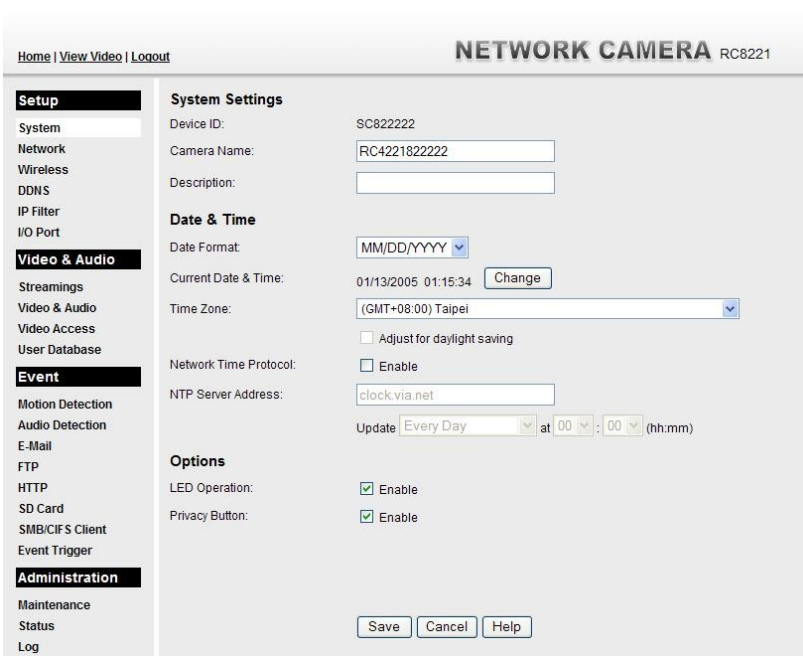 Home | View Video | Logout
NETWORK CAMERA RC8221
Setup
System
Network
Wireless
DDNS
IP Filter
I/O Port
Video & Audio
Streamings
Video & Audio
Video Access
User Database
Event
Motion Detection
Audio Detection
E-Mail
FTP
HTTP
SD Card
SMB/CIFS Client
Event Trigger
Administration
Maintenance
Status
Log
System Settings
Device ID: SC822222
Camera Name: RC4221822222
Description:
Date & Time
Date Format: MM/DD/YYYY
Current Date & Time: 01/13/2005 01:15:34 Change
Time Zone: (GMT+08:00) Taipei
Adjust for daylight saving
Network Time Protocol: Enable
NTP Server Address: clock.via.net
Update Every Day at 00 : 00 (hh:mm)
Options
LED Operation: Enable
Privacy Button: Enable
Save Cancel Help